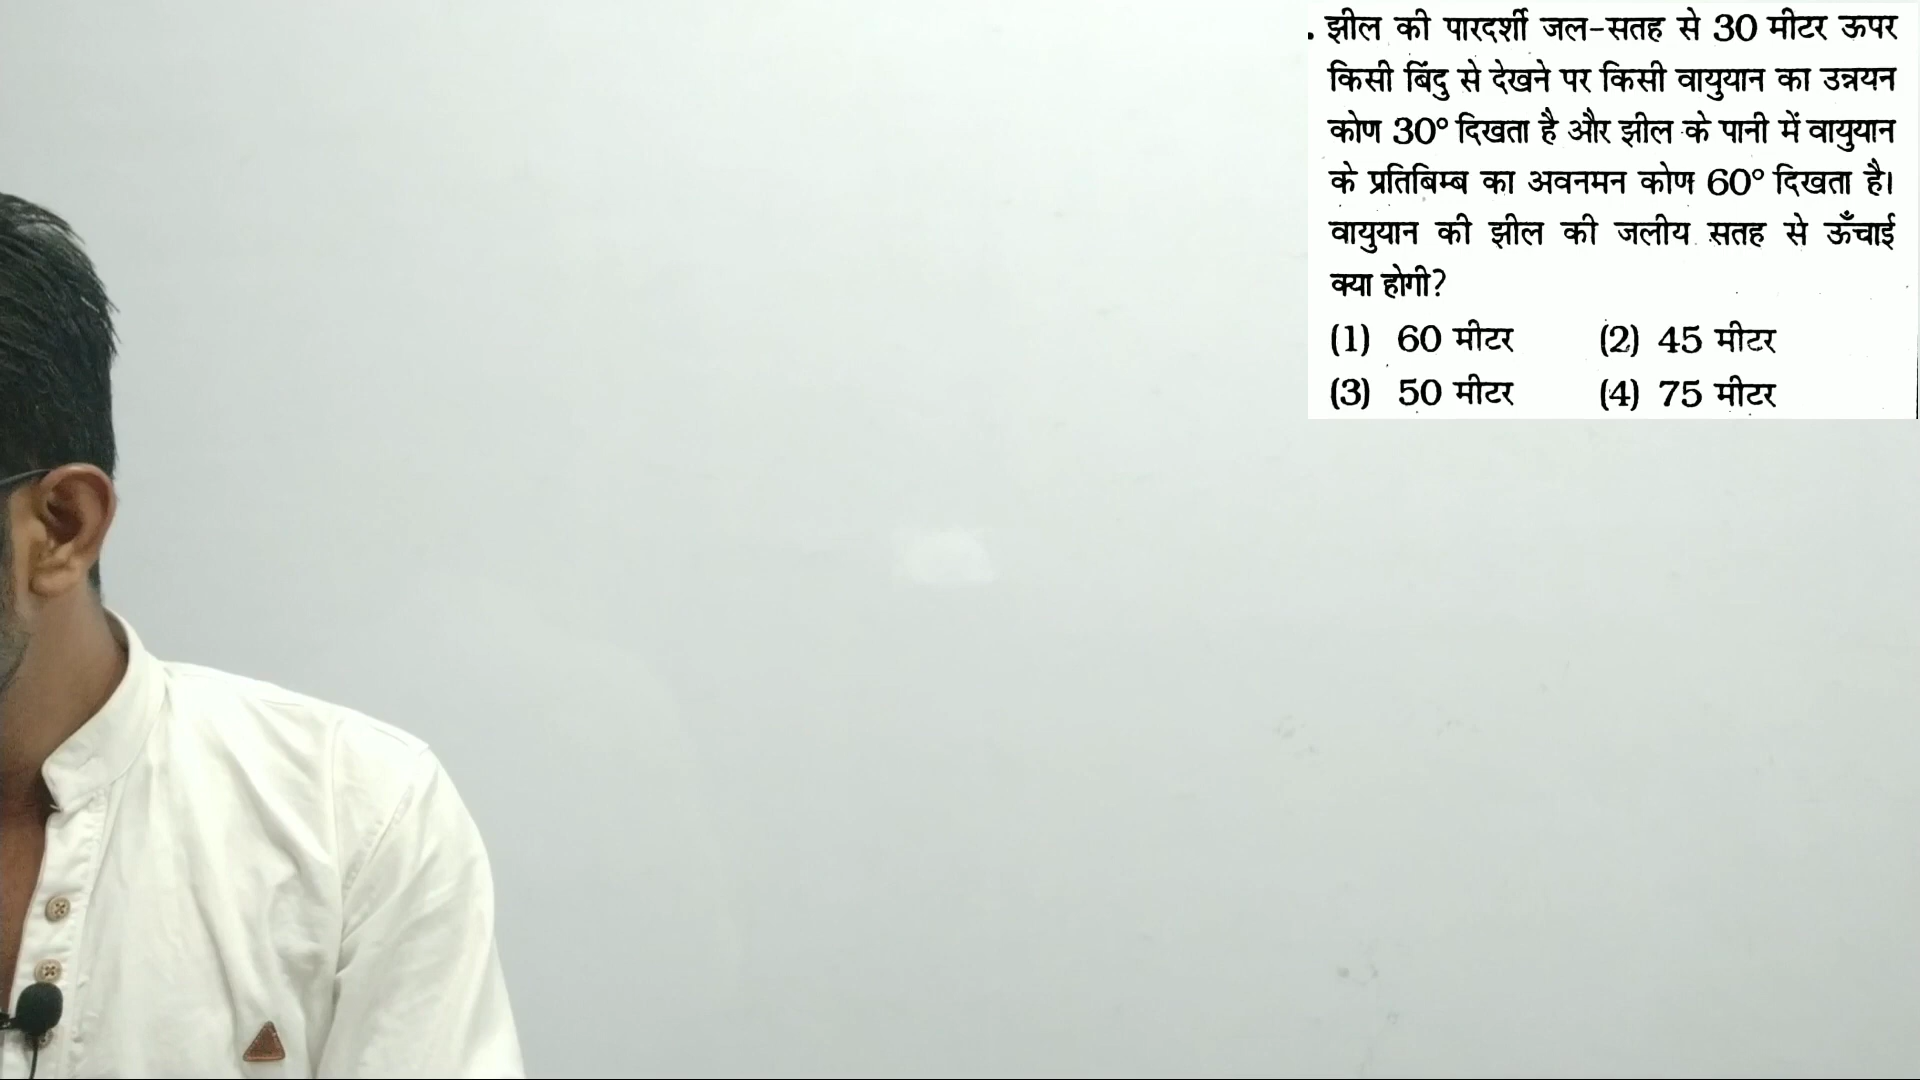 . झील की पारदर्शी जल-सतह से 30 मीटर ऊपर
किसी बिंदु से देखने पर किसी वायुयान का उन्नयन
कोण 30° दिखता है और झील के पानी में वायुयान
के प्रतिबिम्ब का अवनमन कोण 60° दिखता है।
वायुयान की झील की जलीय सतह से ऊँचाई
क्या होगी?
(1) 60 मीटर (2) 45 मीटर
(3) 50 मीटर (4) 75 मीटर